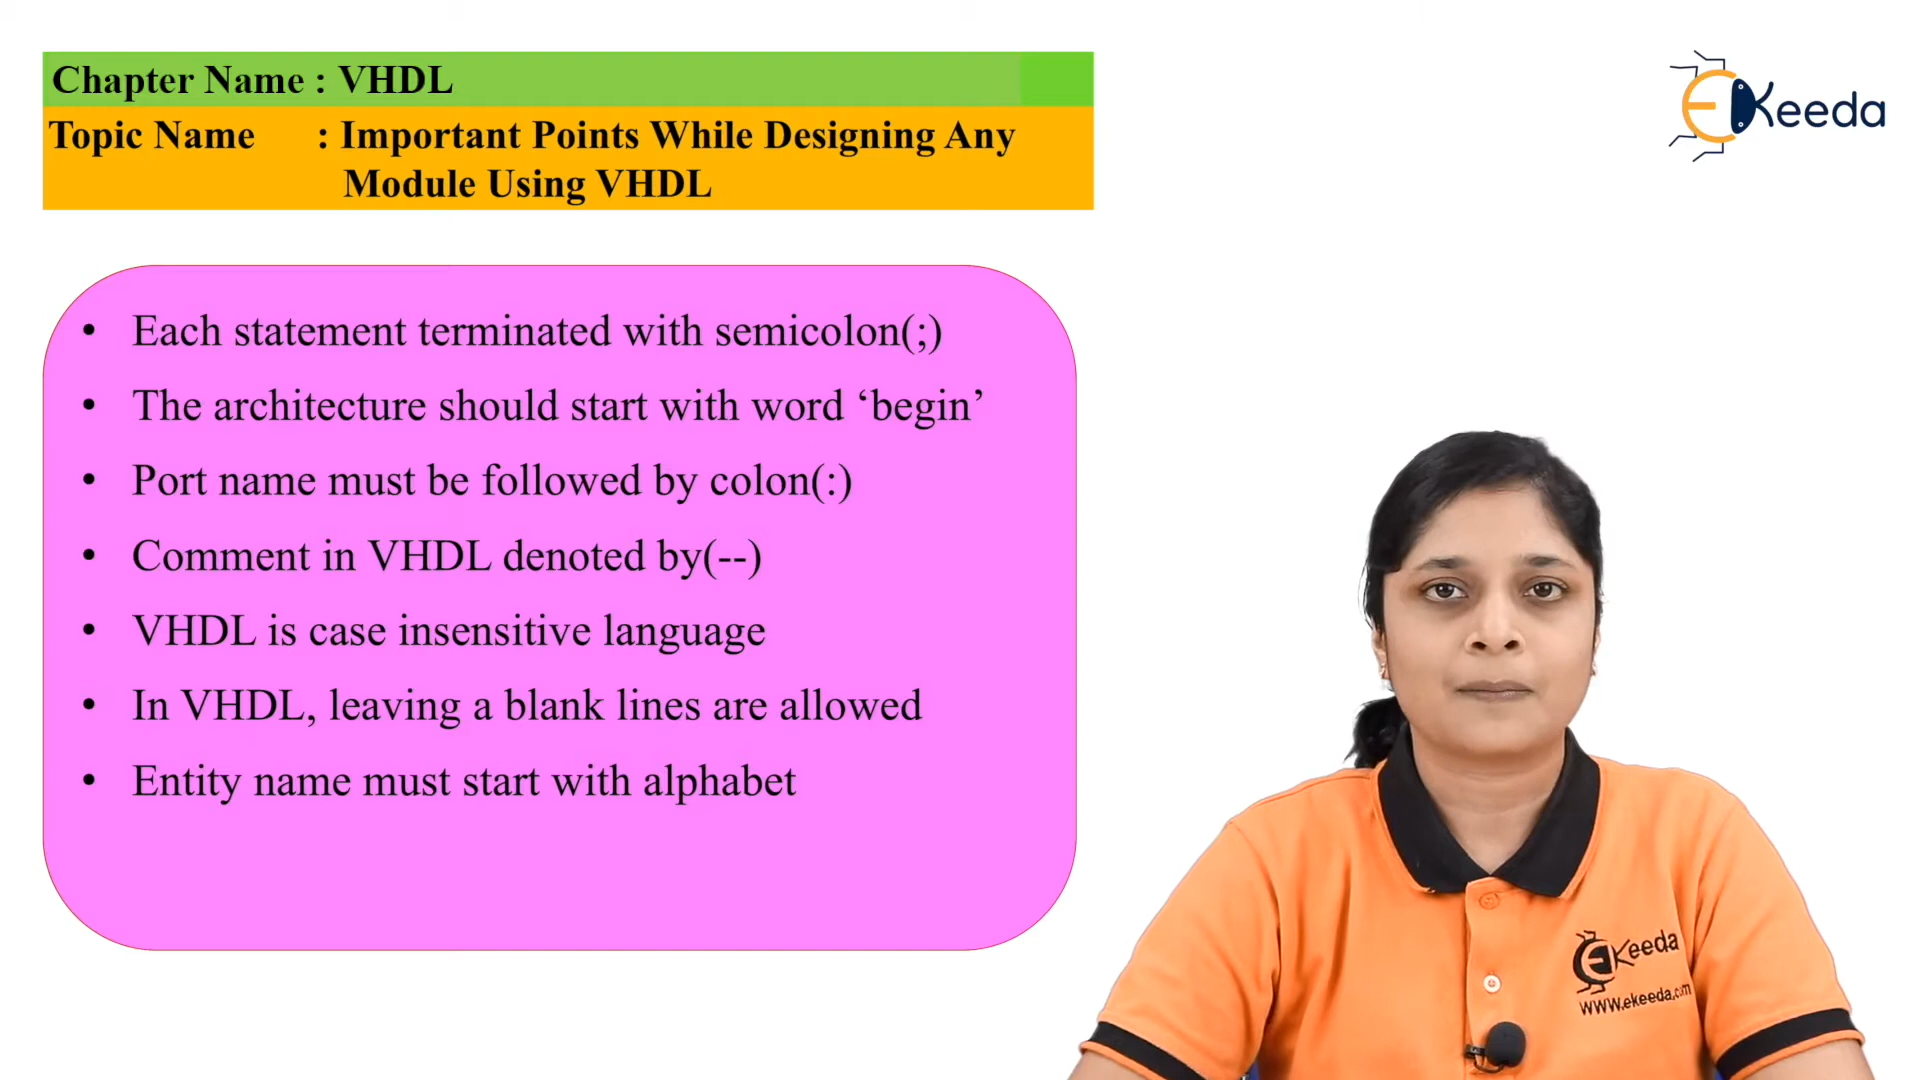 Chapter Name : VHDL
Topic Name : Important Points While Designing Any
Module Using VHDL
EKeeda
• Each statement terminated with semicolon(;)
• The architecture should start with word ‘begin’
• Port name must be followed by colon(:)
• Comment in VHDL denoted by(--)
• VHDL is case insensitive language
• In VHDL, leaving a blank lines are allowed
• Entity name must start with alphabet
EKeeda
www.ekeeda.com